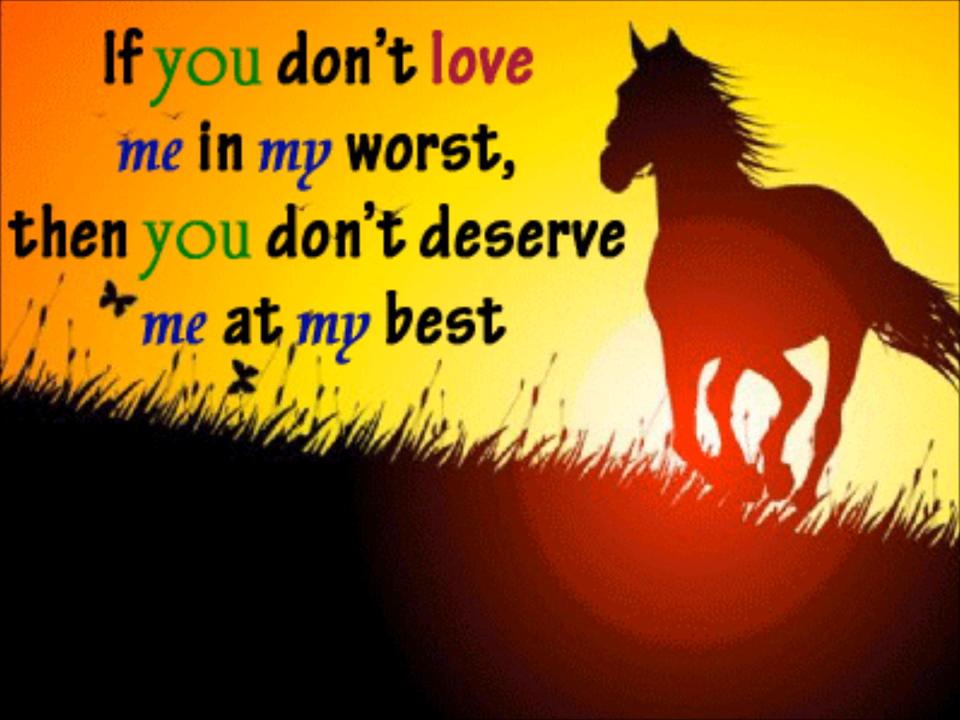 If you don't love
me in my worst,
then you don't deserve
me at my best